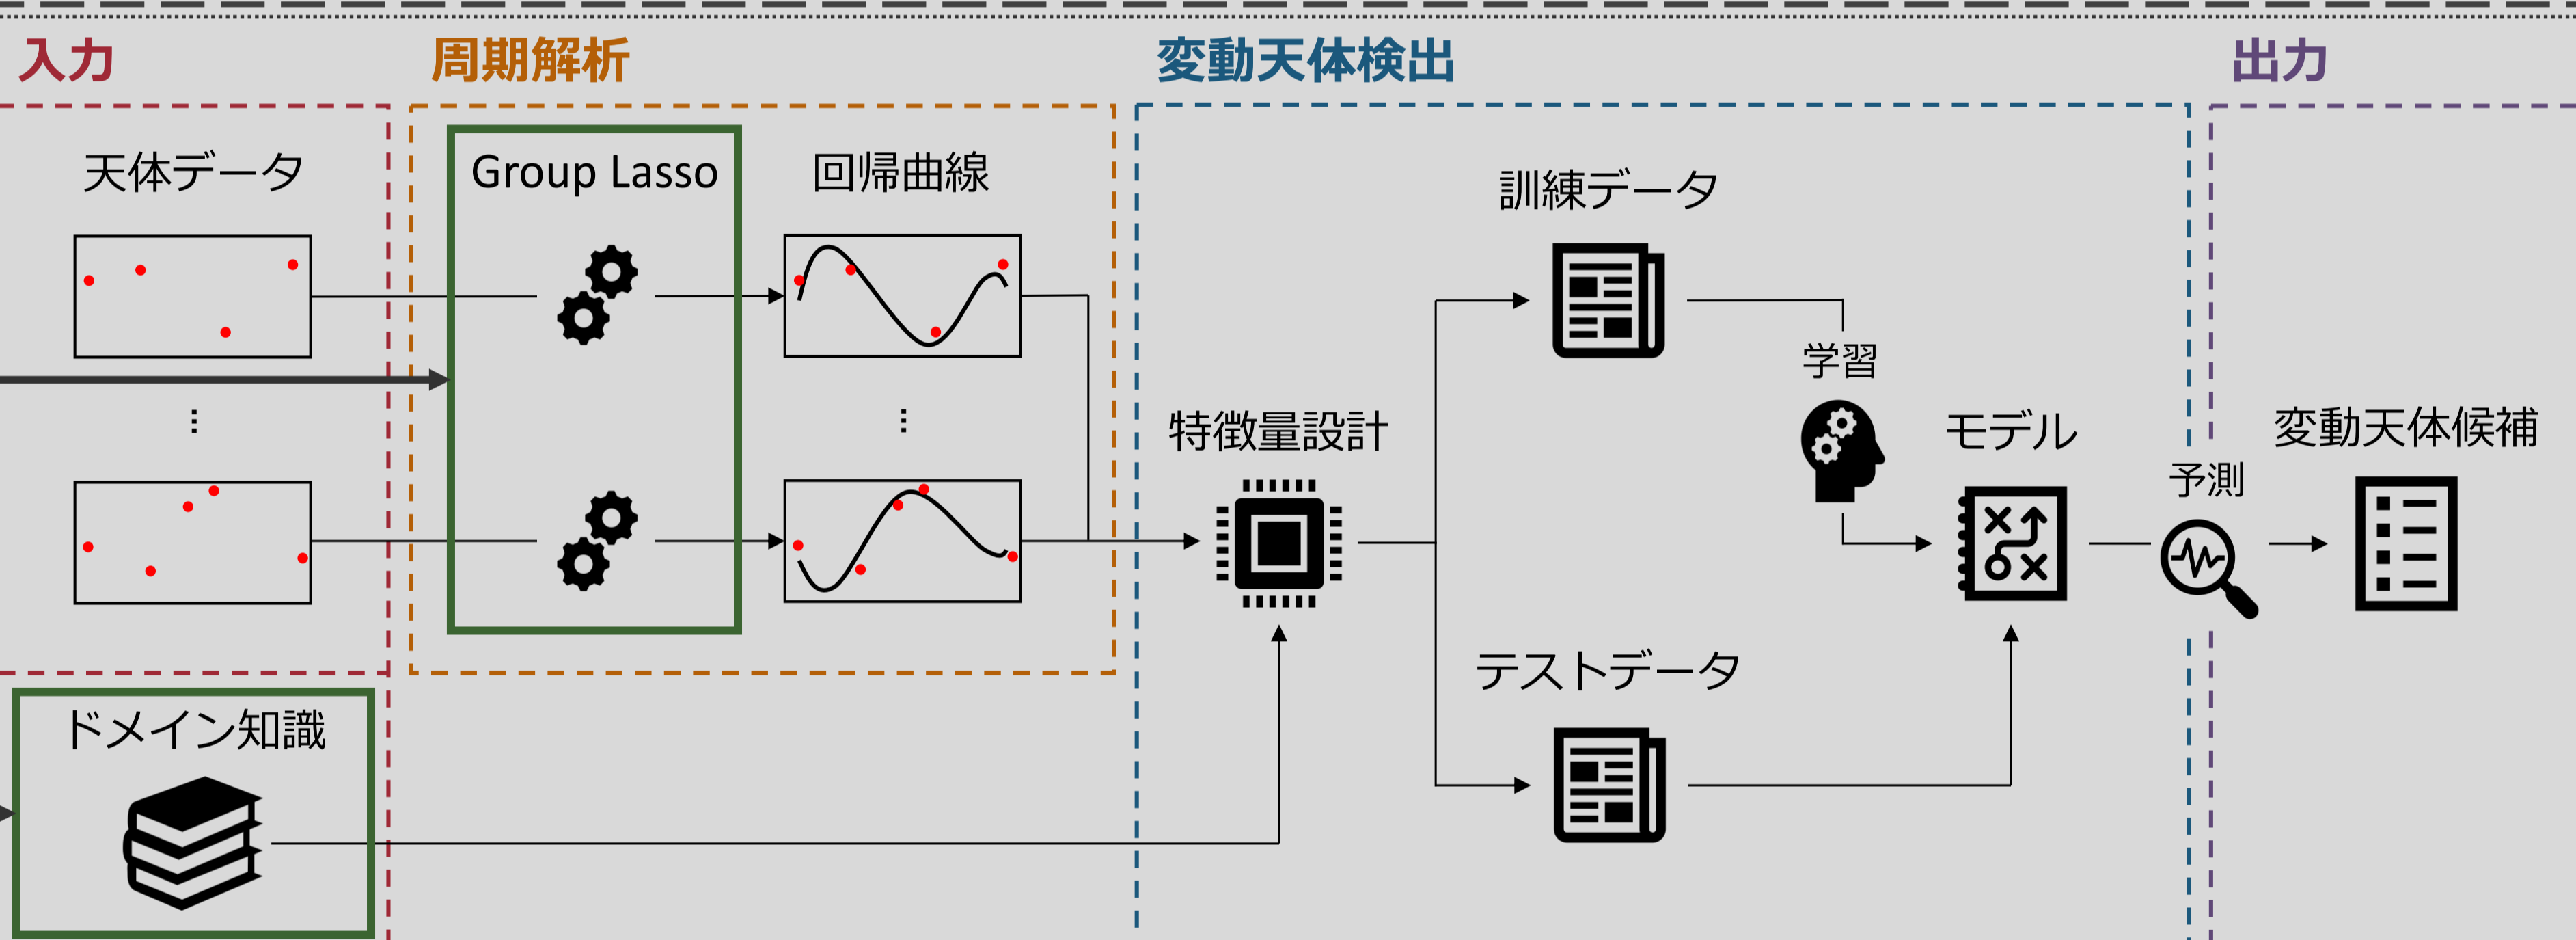 入力
周期解析
変動天体検出
出力
天体データ
Group Lasso
回帰曲線
訓練データ
学習
特徴量設計
モデル
予測
変動天体候補
テストデータ
ドメイン知識